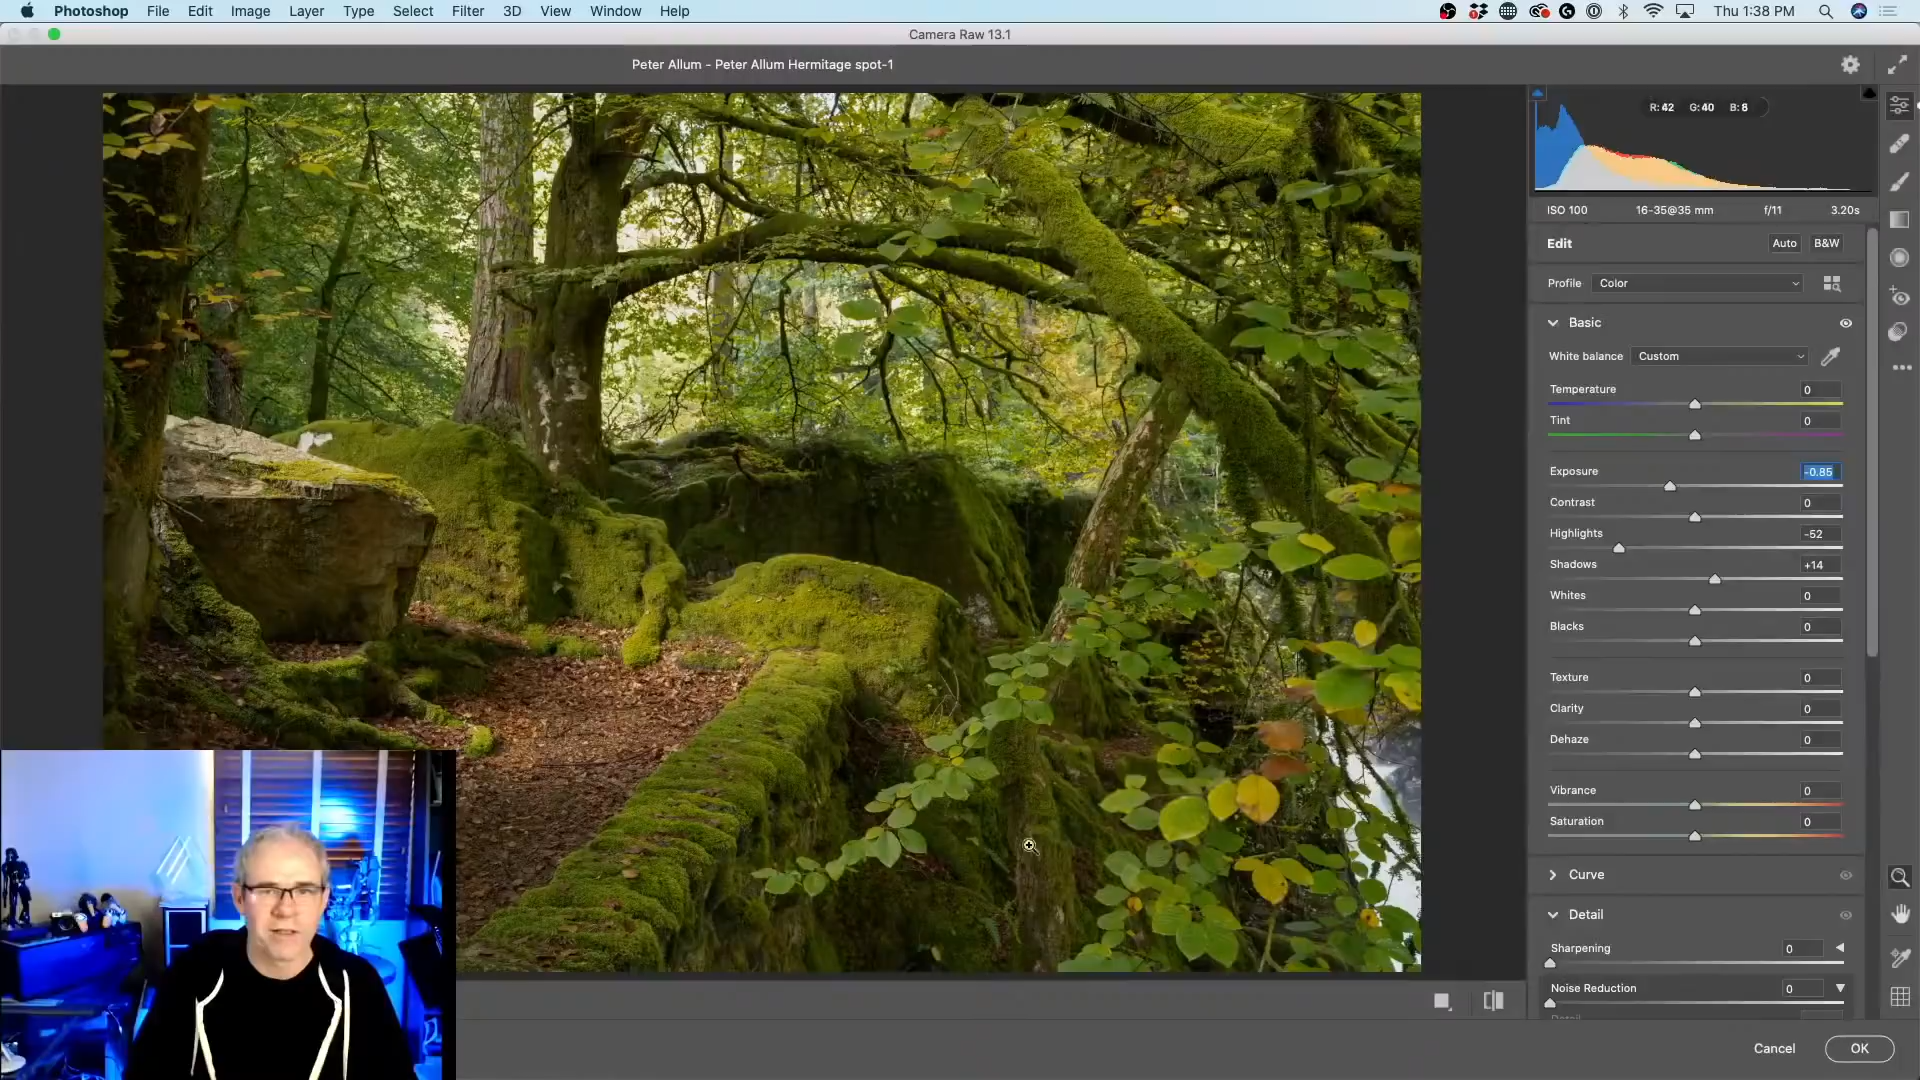 Photoshop File Edit Image Layer Type Select Filter 3D View Window Help Thu 1:38 PM
Camera Raw 13.1
Peter Allum - Peter Allum Hermitage spot-1
R: 42 G: 40 B: 8
ISO 100 16-35@35 mm f/11 3.20s
Edit Auto B&W
Profile Color
Basic
White balance Custom
Temperature 0
Tint 0
Exposure -0.85
Contrast 0
Highlights -52
Shadows +14
Whites 0
Blacks 0
Texture 0
Clarity 0
Dehaze 0
Vibrance 0
Saturation 0
Curve
Detail
Sharpening 0
Noise Reduction 0
Cancel OK